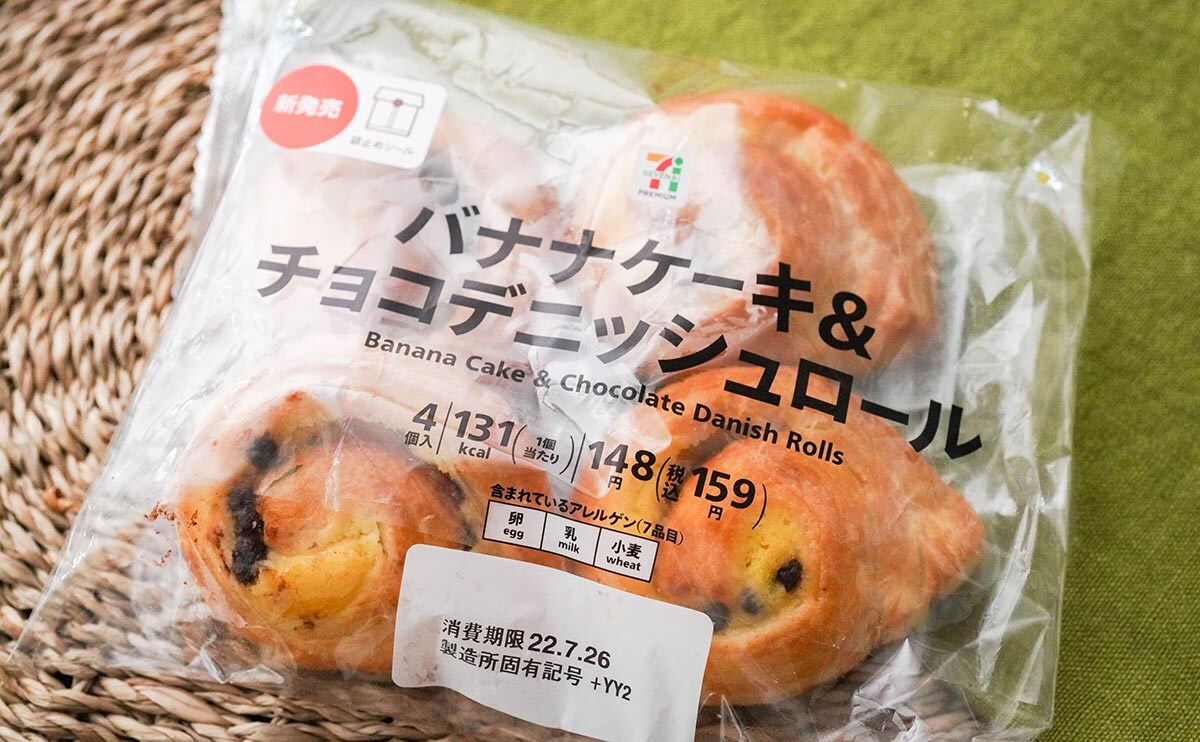 新発売
袋止めシール
SEVEN&i
PREMIUM
バナナケーキ&
チョコデニッシュロール
Banana Cake & Chocolate Danish Rolls
4個入 131kcal(1個当たり) 148円(税込159円)
含まれているアレルゲン(7品目)
卵 乳 小麦
egg milk wheat
消費期限 22.7.26
製造所固有記号 +YY2